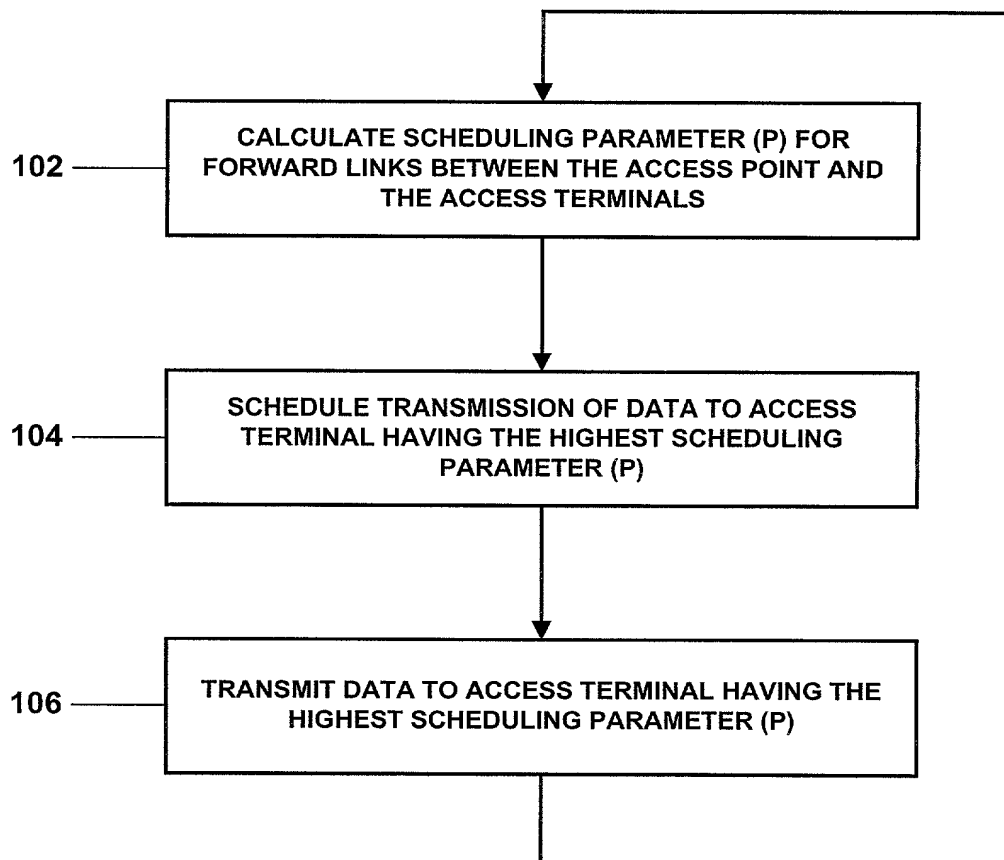 CALCULATE SCHEDULING PARAMETER (P) FOR
102
FORWARD LINKS BETWEEN THE ACCESS POINT AND
THE ACCESS TERMINALS
SCHEDULE TRANSMISSION OF DATA TO ACCESS
104
TERMINAL HAVING THE HIGHEST SCHEDULING
PARAMETER (P)
106
TRANSMIT DATA TO ACCESS TERMINAL HAVING THE
HIGHEST SCHEDULING PARAMETER (P)